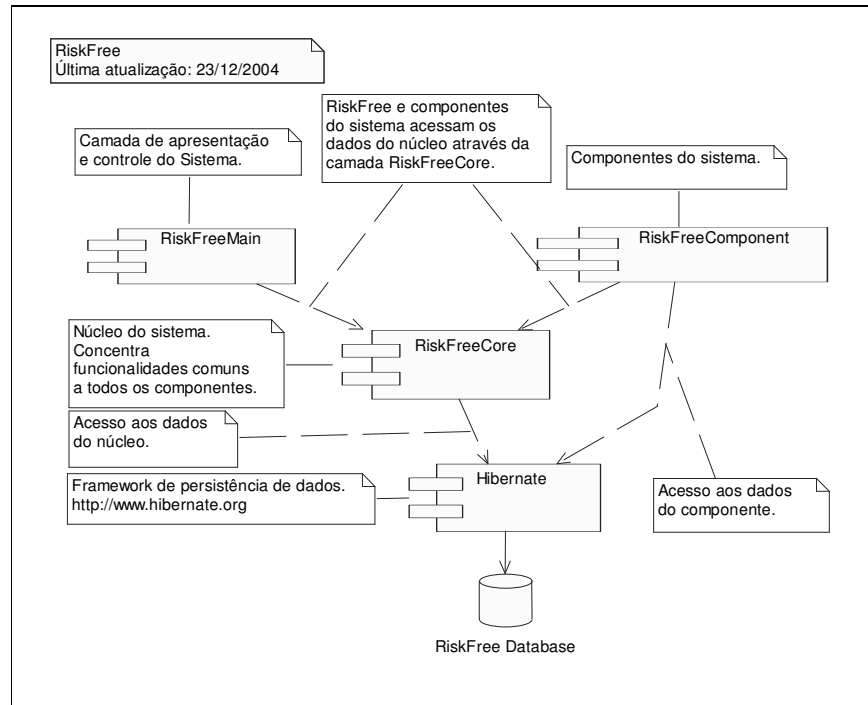 RiskFree
Última atualização: 23/12/2004
RiskFree e componentes
do sistema acessam os
dados do núcleo através da
camada RiskFreeCore.
Camada de apresentação
e controle do Sistema.
Componentes do sistema.
RiskFreeMain
RiskFreeComponent
Núcleo do sistema.
Concentra
funcionalidades comuns
a todos os componentes.
RiskFreeCore
Acesso aos dados
do núcleo.
Framework de persistência de dados.
http://www.hibernate.org
Hibernate
Acesso aos dados
do componente.
RiskFree Database